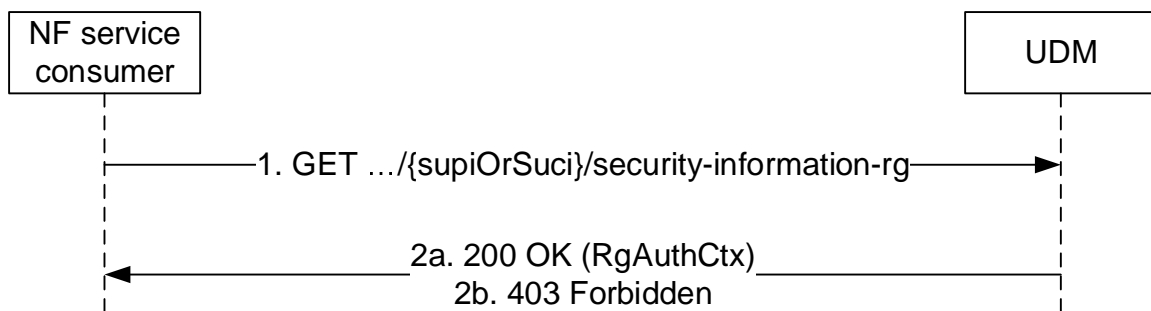 NF service
consumer
UDM
1. GET …/{supiOrSuci}/security-information-rg
2a. 200 OK (RgAuthCtx)
2b. 403 Forbidden